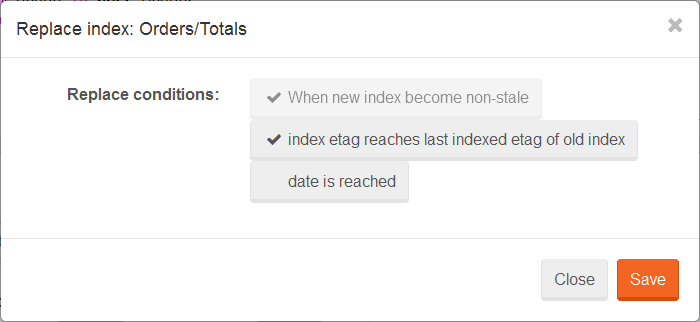 Replace index: Orders/Totals
×
Replace conditions:
When new index become non-stale
index etag reaches last indexed etag of old index
date is reached
Close
Save